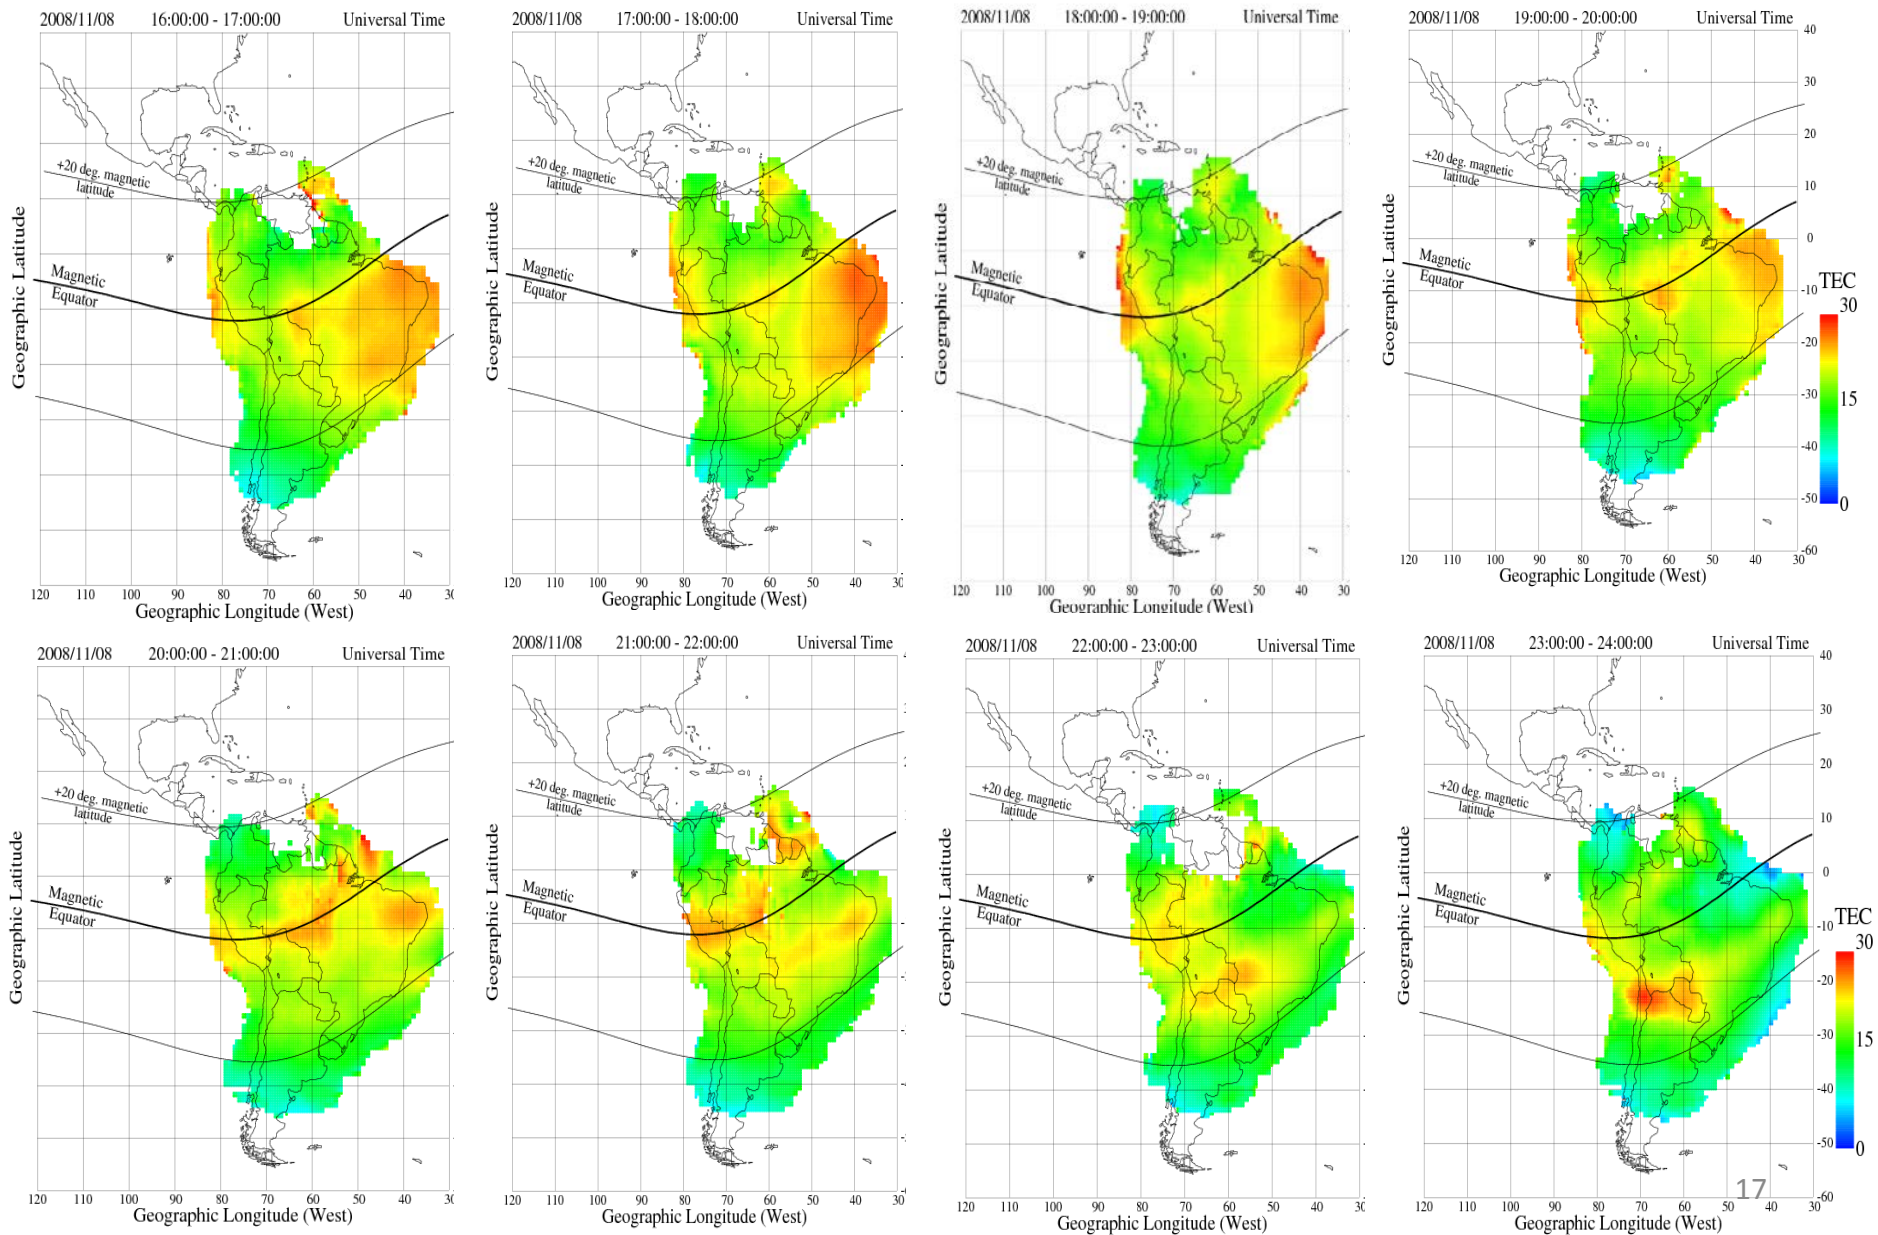 2008/11/08 16:00:00 - 17:00:00 Universal Time
+20 deg. magnetic
latitude
Magnetic
Equator
Geographic Latitude
120 110 100 90 80 70 60 50 40 30
Geographic Longitude (West)
2008/11/08 17:00:00 - 18:00:00 Universal Time
+20 deg. magnetic
latitude
Magnetic
Equator
Geographic Latitude
120 110 100 90 80 70 60 50 40 30
Geographic Longitude (West)
2008/11/08 18:00:00 - 19:00:00 Universal Time
+20 deg. magnetic
latitude
Magnetic
Equator
Geographic Latitude
120 110 100 90 80 70 60 50 40 30
Geographic Longitude (West)
2008/11/08 19:00:00 - 20:00:00 Universal Time
40
30
20
10
0
-10
-20
-30
-40
-50
-60
+20 deg. magnetic
latitude
Magnetic
Equator
Geographic Latitude
TEC
30
15
0
120 110 100 90 80 70 60 50 40 30
Geographic Longitude (West)
2008/11/08 20:00:00 - 21:00:00 Universal Time
+20 deg. magnetic
latitude
Magnetic
Equator
Geographic Latitude
120 110 100 90 80 70 60 50 40 30
Geographic Longitude (West)
2008/11/08 21:00:00 - 22:00:00 Universal Time
+20 deg. magnetic
latitude
Magnetic
Equator
Geographic Latitude
120 110 100 90 80 70 60 50 40 30
Geographic Longitude (West)
2008/11/08 22:00:00 - 23:00:00 Universal Time
+20 deg. magnetic
latitude
Magnetic
Equator
Geographic Latitude
120 110 100 90 80 70 60 50 40 30
Geographic Longitude (West)
2008/11/08 23:00:00 - 24:00:00 Universal Time
40
30
20
10
0
-10
-20
-30
-40
-50
-60
+20 deg. magnetic
latitude
Magnetic
Equator
Geographic Latitude
TEC
30
15
0
17
120 110 100 90 80 70 60 50 40 30
Geographic Longitude (West)